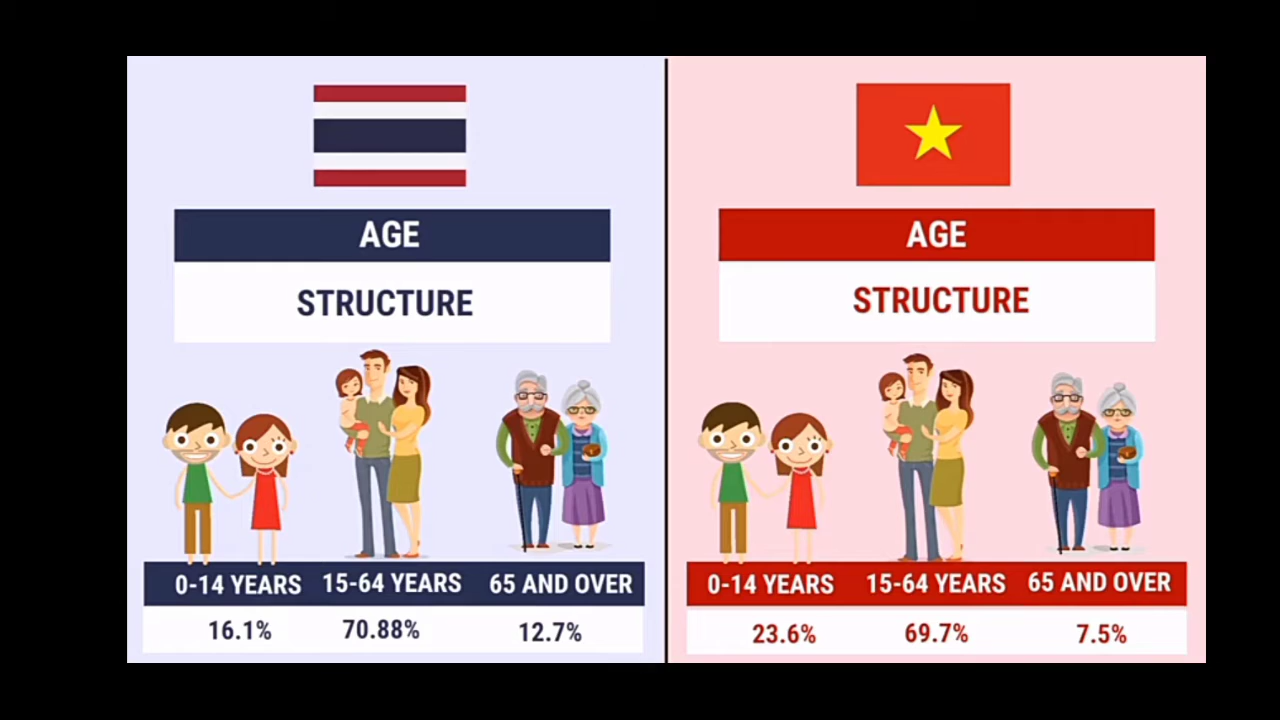 AGE
STRUCTURE
0-14 YEARS 15-64 YEARS 65 AND OVER
16.1% 70.88% 12.7%
AGE
STRUCTURE
0-14 YEARS 15-64 YEARS 65 AND OVER
23.6% 69.7% 7.5%